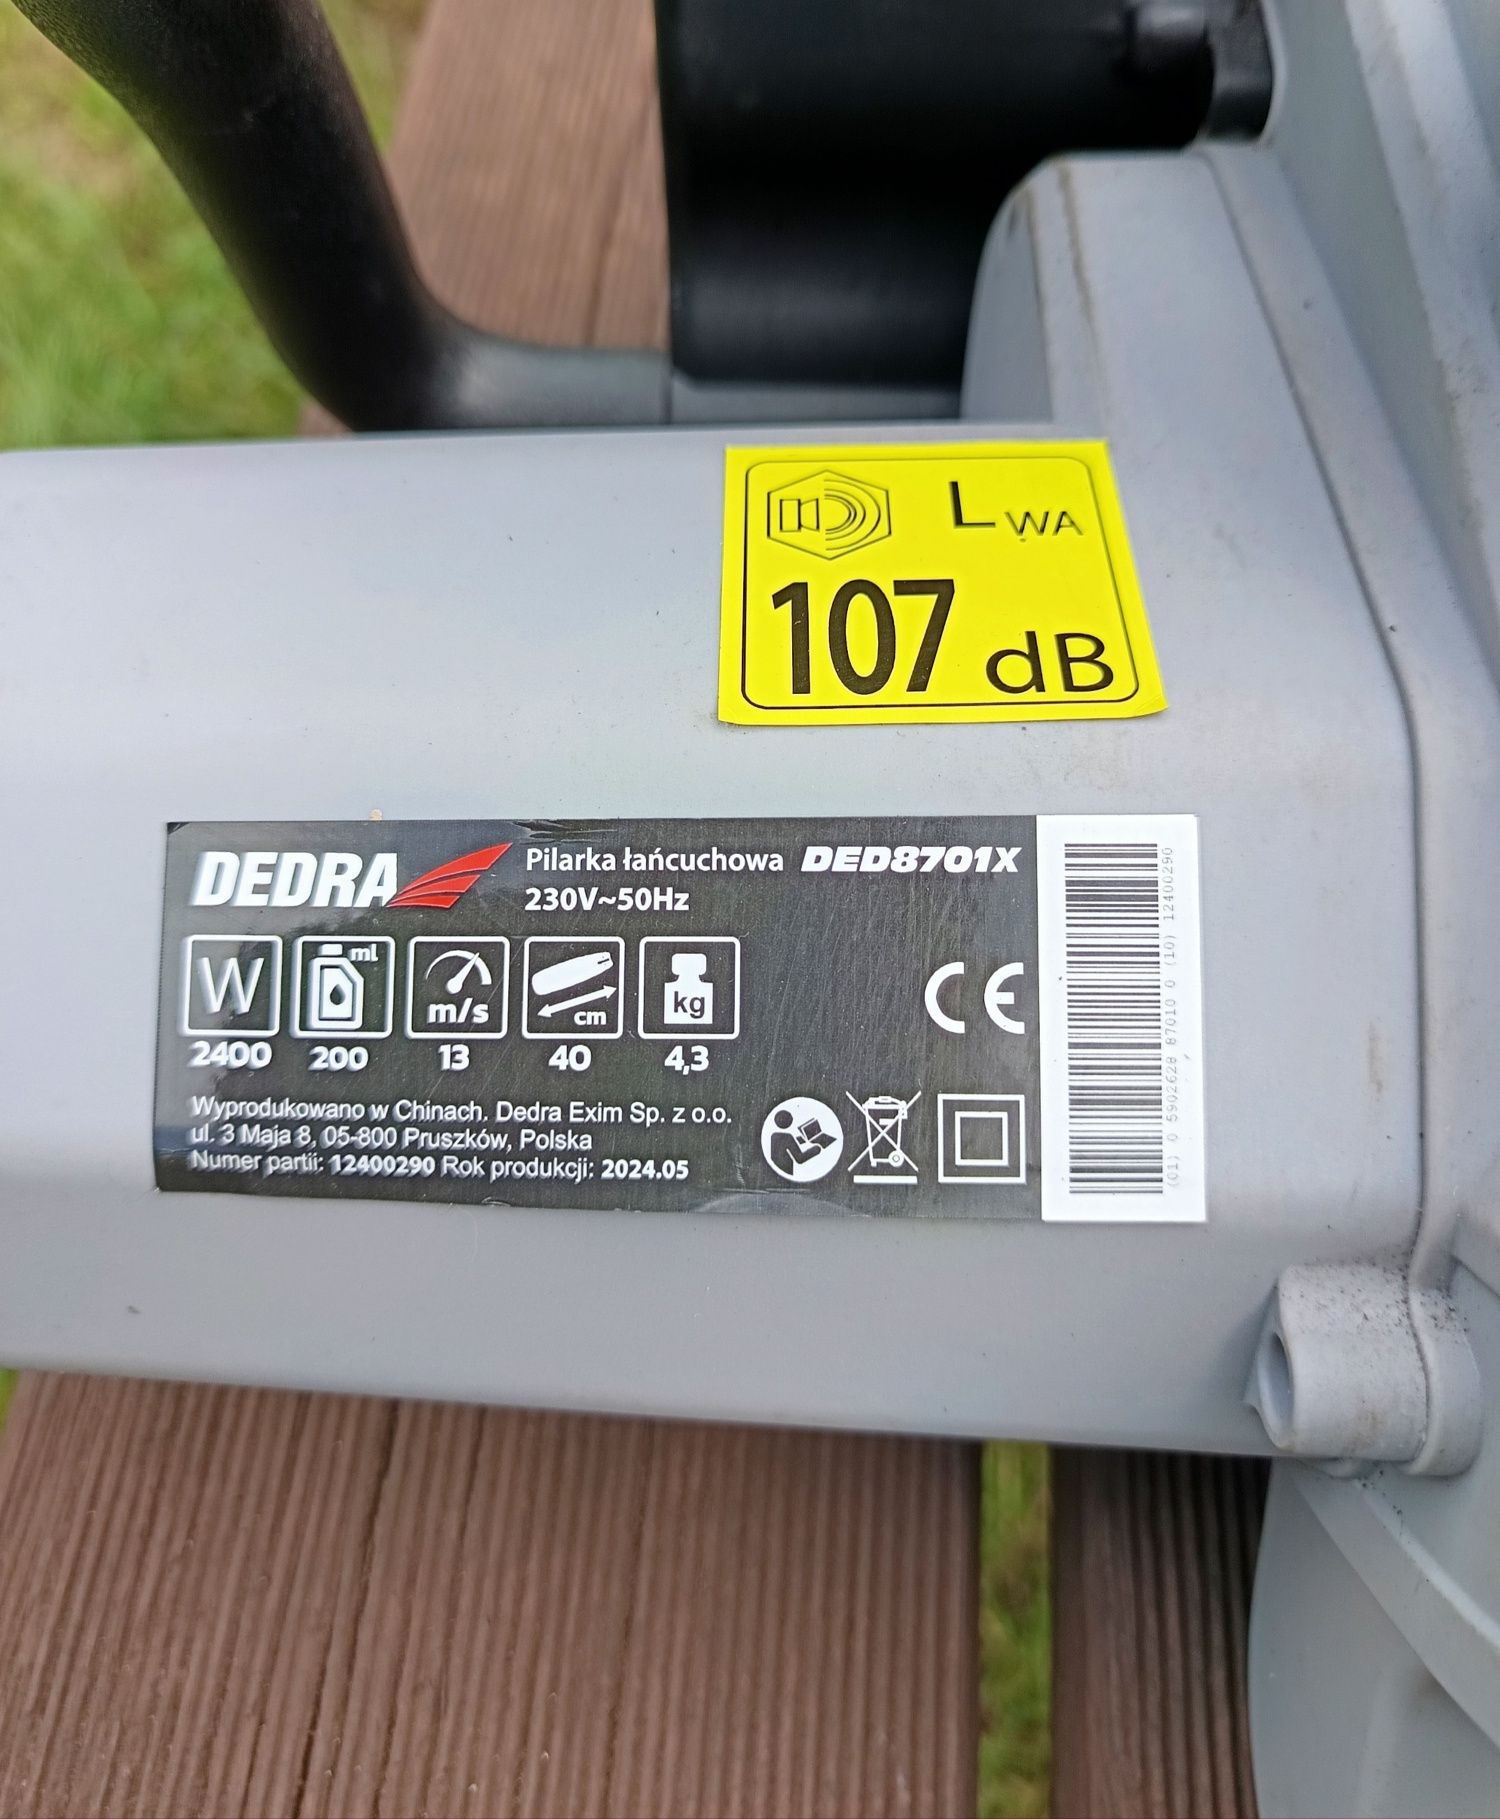 LWA
107 dB
DEDRA Pilarka łańcuchowa DED8701X
230V~50Hz
W ml m/s cm kg
2400 200 13 40 4,3
CE
Wyprodukowano w Chinach. Dedra Exim Sp. z o.o.
ul. 3 Maja 8, 05-800 Pruszków, Polska
Numer partii: 12400290 Rok produkcji: 2024.05
(01) 0 5902628 87010 0 (10) 12400290